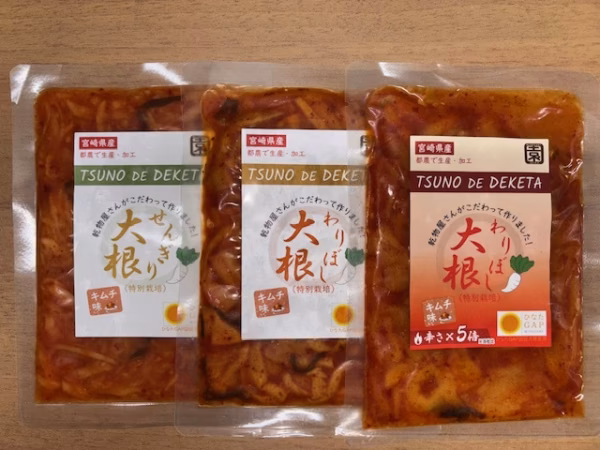 宮崎県産
都農で生産・加工
TSUNO DE DEKETA
乾物屋さんがこだわって作りました!
せんぎり
大根
(特別栽培)
キムチ味
宮崎県産
都農で生産・加工
TSUNO DE DEKET
乾物屋さんがこだわって作りました!
わりぼし
大根
(特別栽培)
キムチ味
宮崎県産
都農で生産・加工
TSUNO DE DEKETA
乾物屋さんがこだわって作りました!
わりぼし
大根
(特別栽培)
キムチ味
ひなた
GAP
辛さ×5倍